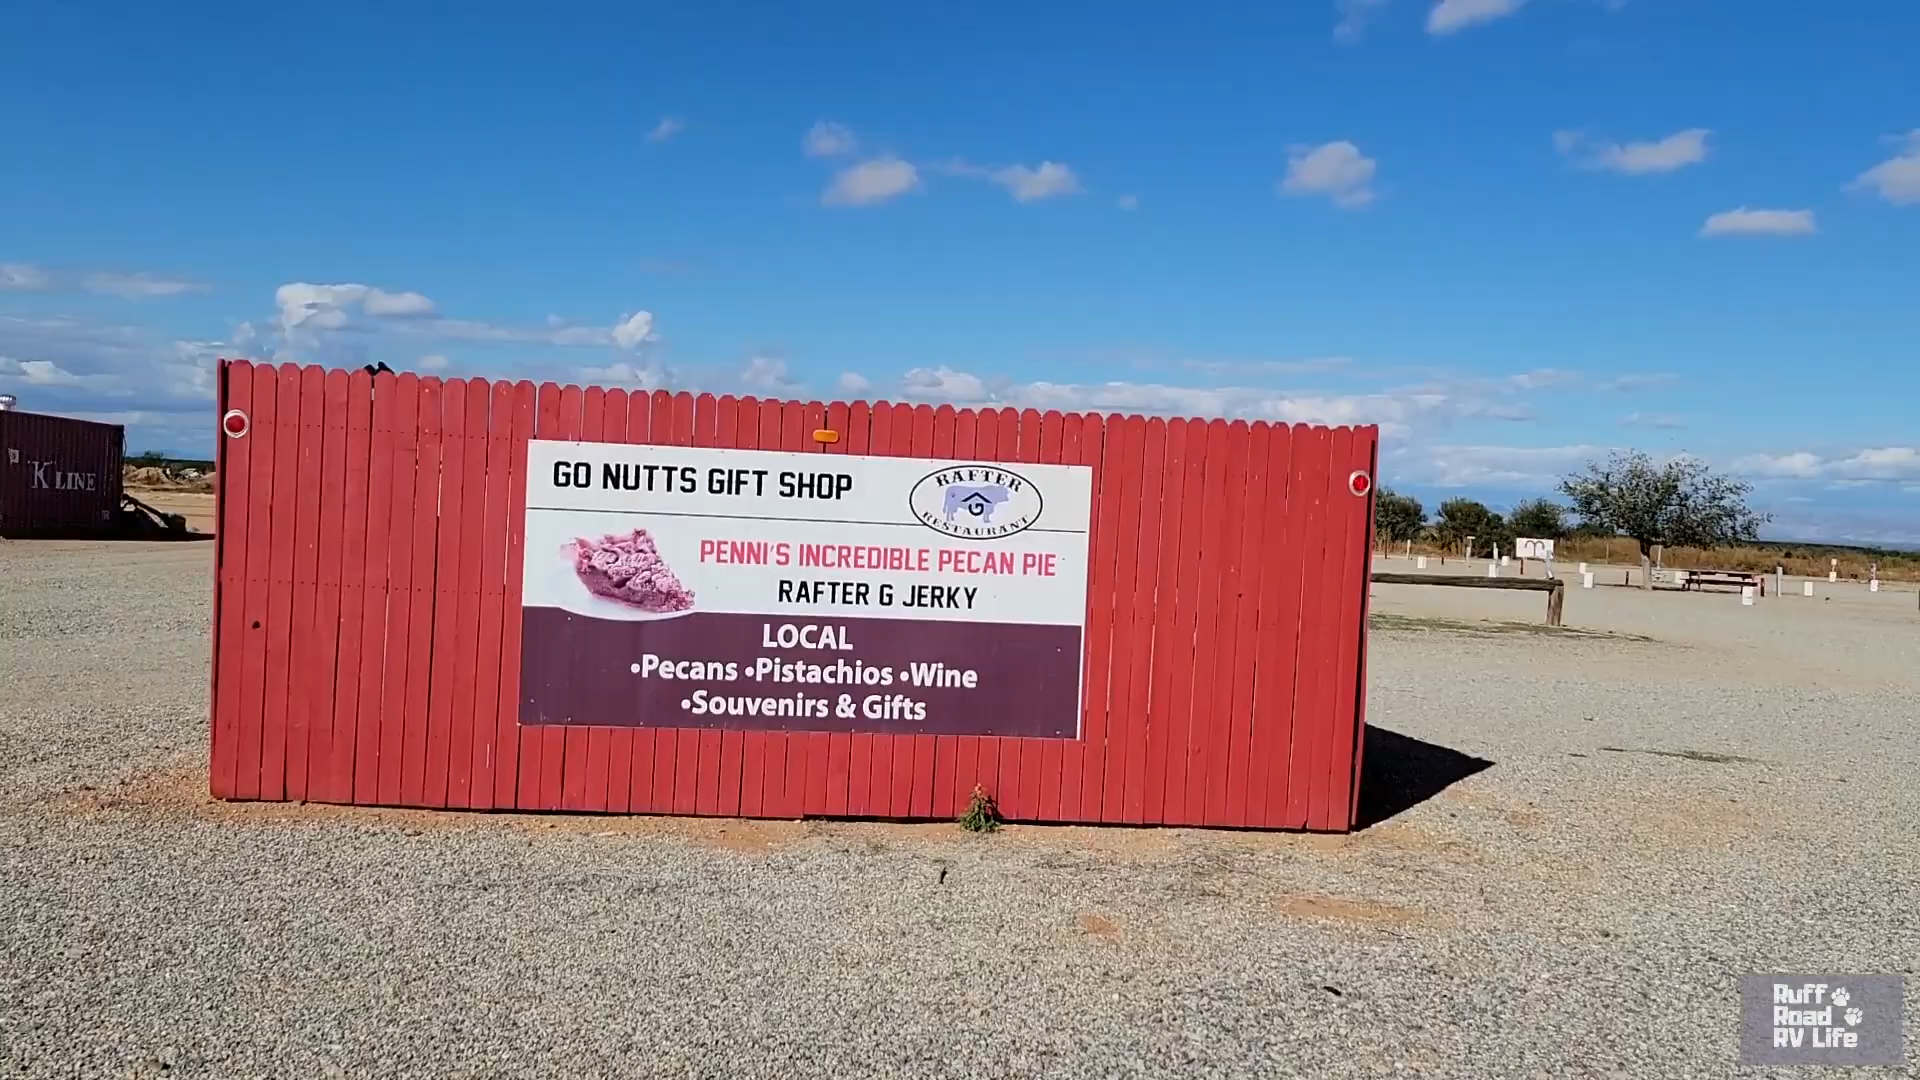 K LINE
GO NUTTS GIFT SHOP
RAFTER
G
RESTAURANT
PENNI'S INCREDIBLE PECAN PIE
RAFTER G JERKY
LOCAL
•Pecans •Pistachios •Wine
•Souvenirs & Gifts
Ruff
Road
RV Life